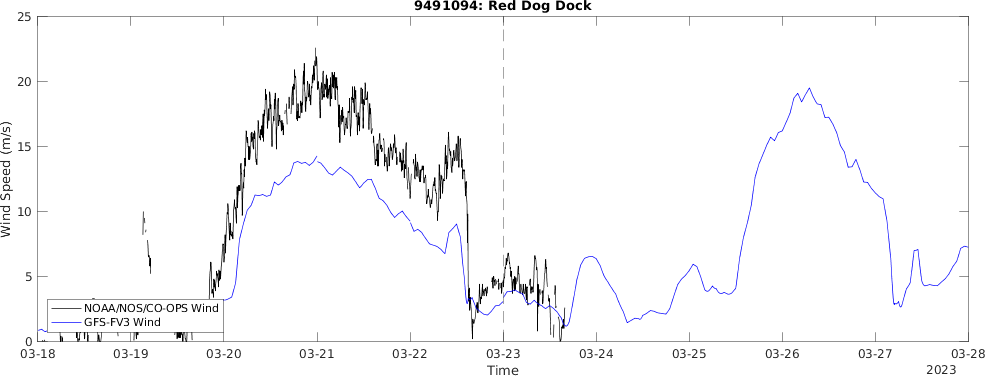 9491094: Red Dog Dock
Wind Speed (m/s)
25
20
15
10
5
0
NOAA/NOS/CO-OPS Wind
GFS-FV3 Wind
03-18 03-19 03-20 03-21 03-22 03-23 03-24 03-25 03-26 03-27 03-28
Time
2023